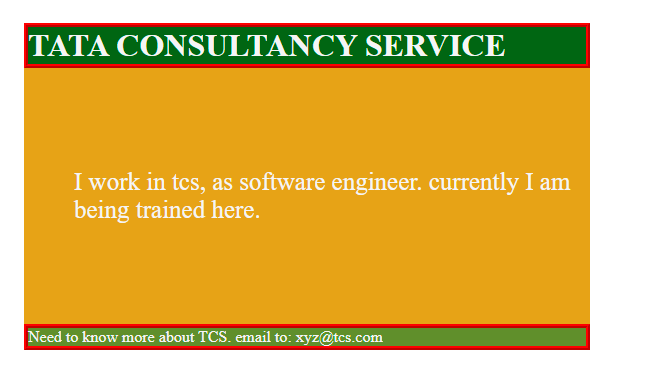 TATA CONSULTANCY SERVICE
I work in tcs, as software engineer. currently I am
being trained here.
Need to know more about TCS. email to: xyz@tcs.com